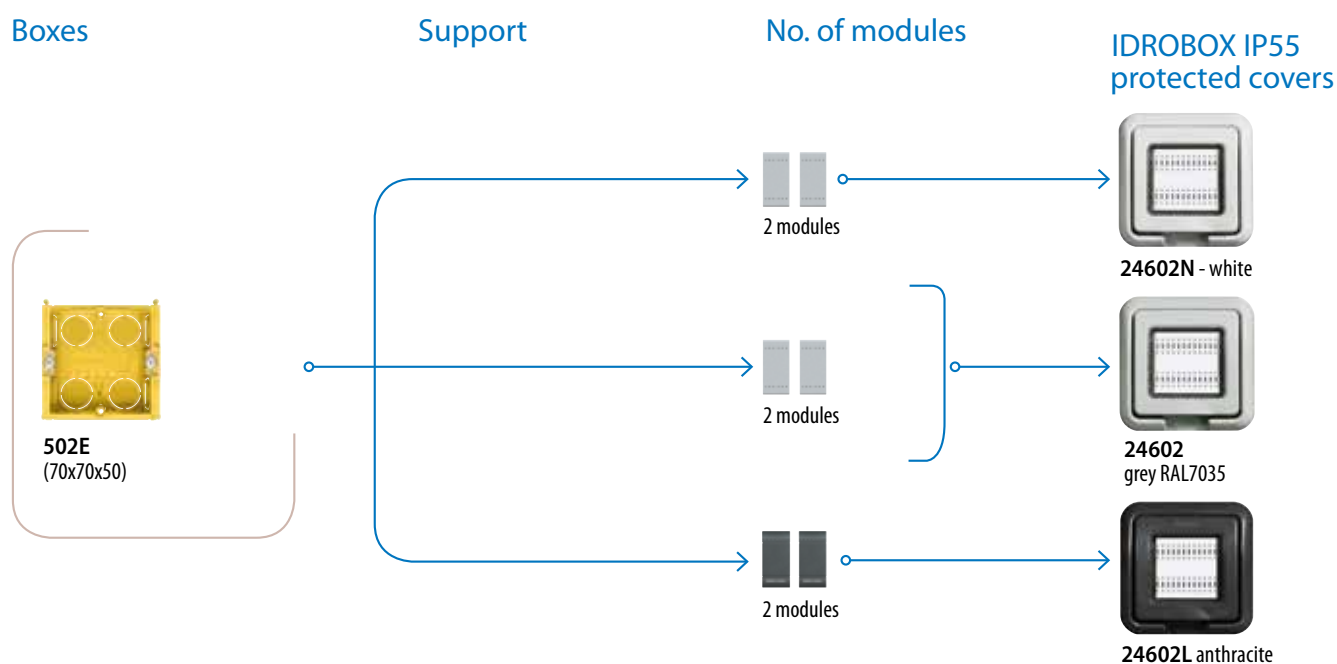 Boxes
Support
No. of modules
IDROBOX IP55
protected covers
2 modules
24602N - white
502E
(70x70x50)
2 modules
24602
grey RAL7035
2 modules
24602L anthracite